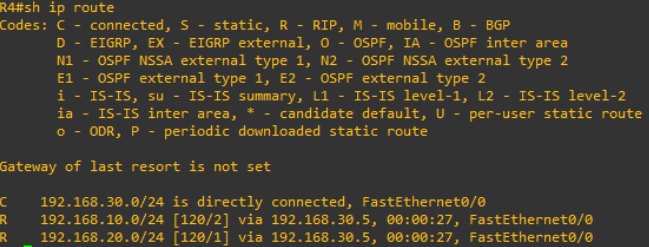 R4#sh ip route
Codes: C - connected, S - static, R - RIP, M - mobile, B - BGP
D - EIGRP, EX - EIGRP external, O - OSPF, IA - OSPF inter area
N1 - OSPF NSSA external type 1, N2 - OSPF NSSA external type 2
E1 - OSPF external type 1, E2 - OSPF external type 2
i - IS-IS, su - IS-IS summary, L1 - IS-IS level-1, L2 - IS-IS level-2
ia - IS-IS inter area, * - candidate default, U - per-user static route
o - ODR, P - periodic downloaded static route
Gateway of last resort is not set
C 192.168.30.0/24 is directly connected, FastEthernet0/0
R 192.168.10.0/24 [120/2] via 192.168.30.5, 00:00:27, FastEthernet0/0
R 192.168.20.0/24 [120/1] via 192.168.30.5, 00:00:27, FastEthernet0/0